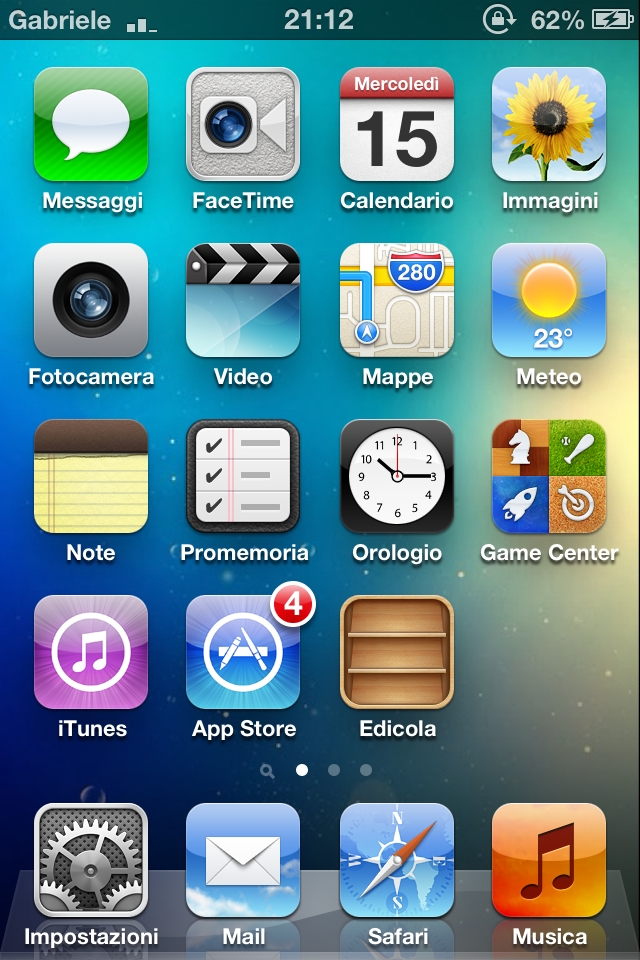 Gabriele 21:12 62%
Mercoledì
15
Messaggi FaceTime Calendario Immagini
280
23°
Fotocamera Video Mappe Meteo
12
11 1
10 2
9 3
8 4
7 5
6
Note Promemoria Orologio Game Center
4
iTunes App Store Edicola
N
W E
S
Impostazioni Mail Safari Musica